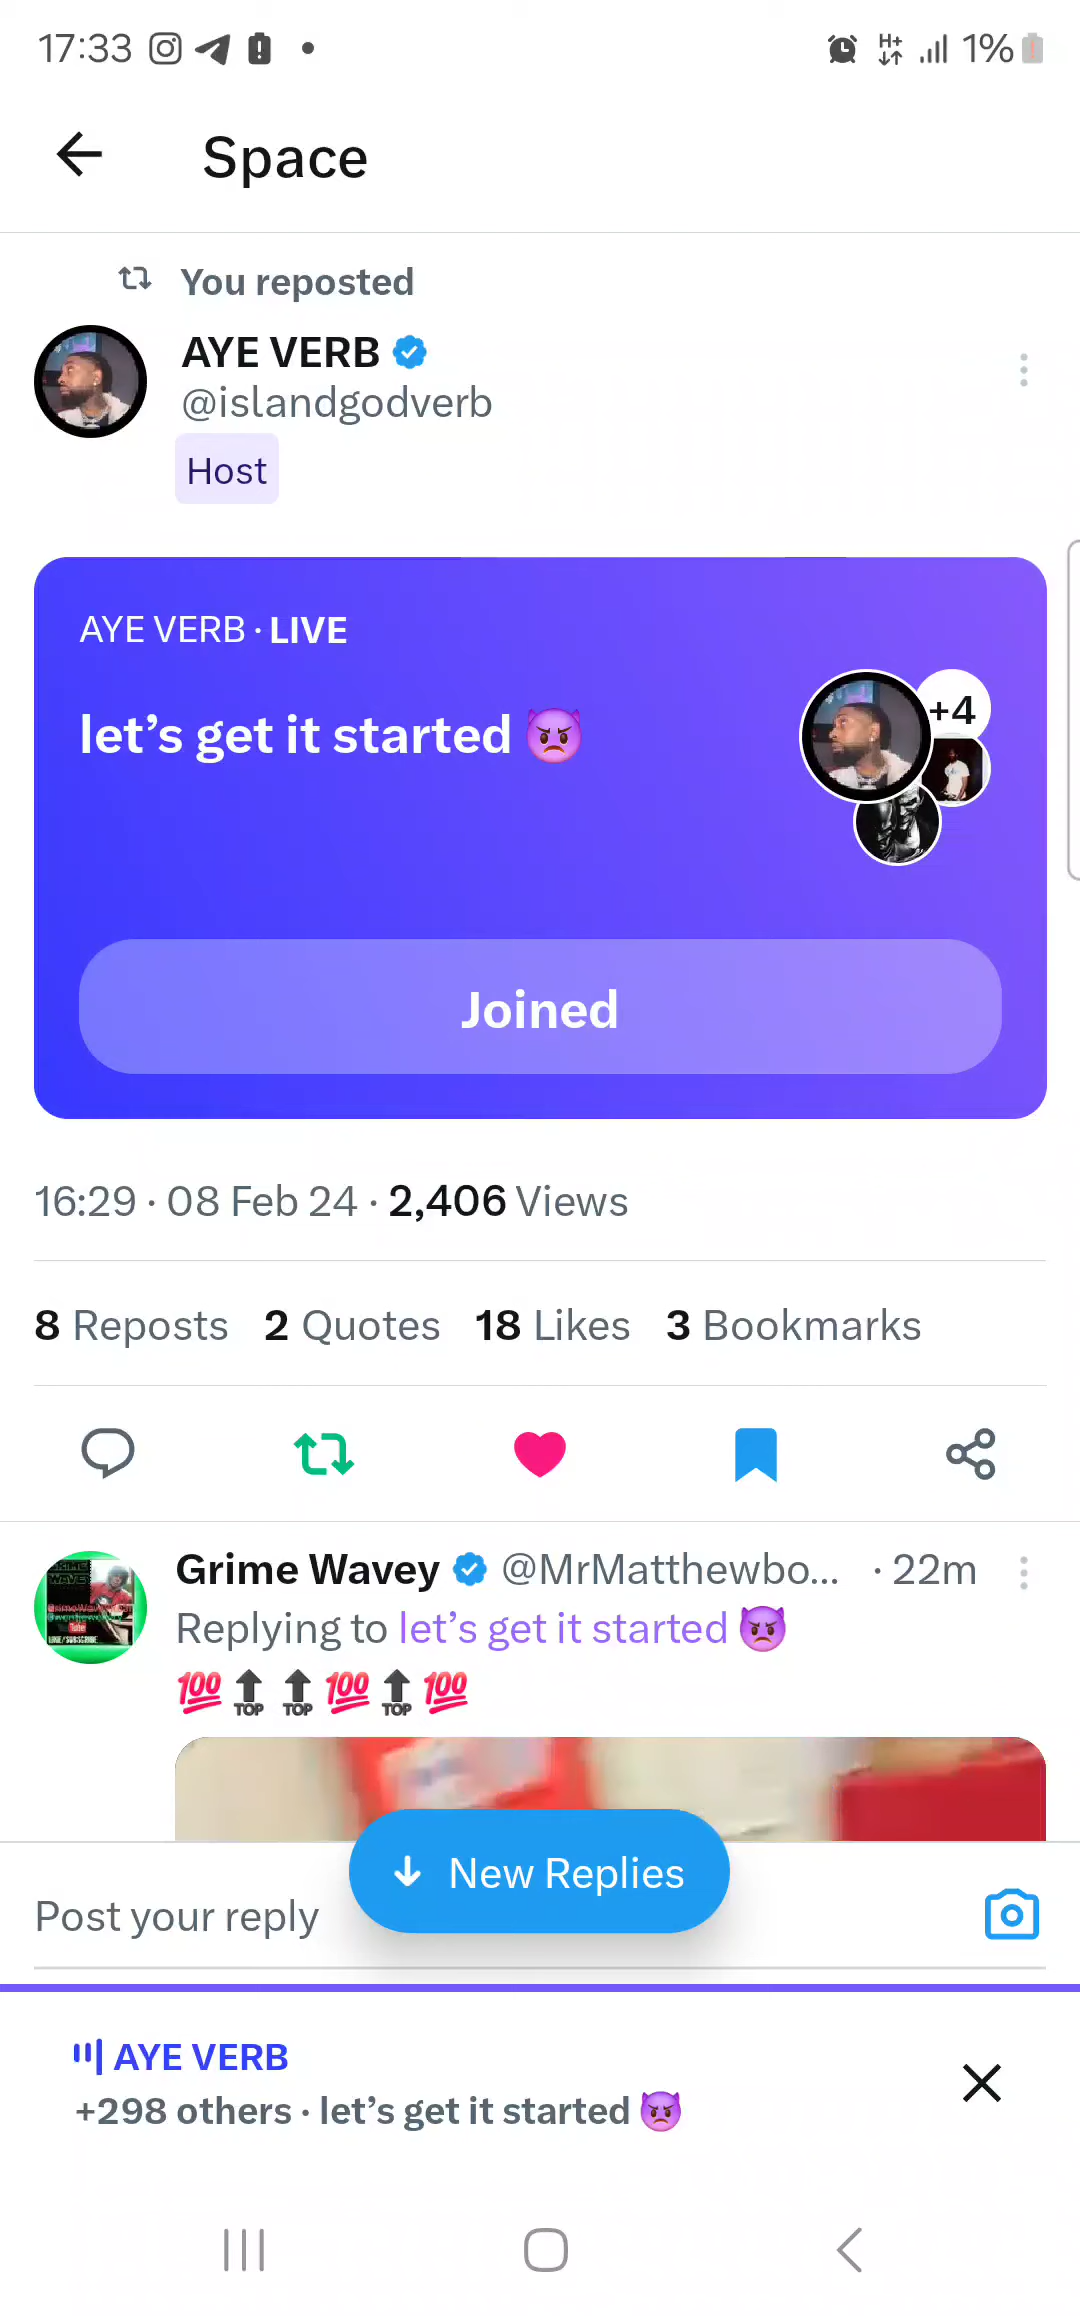 17:33
H+
1%
Space
You reposted
AYE VERB
@islandgodverb
Host
AYE VERB · LIVE
+4
let’s get it started 👿
Joined
16:29 · 08 Feb 24 · 2,406 Views
8 Reposts 2 Quotes 18 Likes 3 Bookmarks
Grime Wavey @MrMatthewbo... · 22m
Replying to let’s get it started 👿
💯🔝🔝💯🔝💯
New Replies
Post your reply
AYE VERB
+298 others · let’s get it started 👿